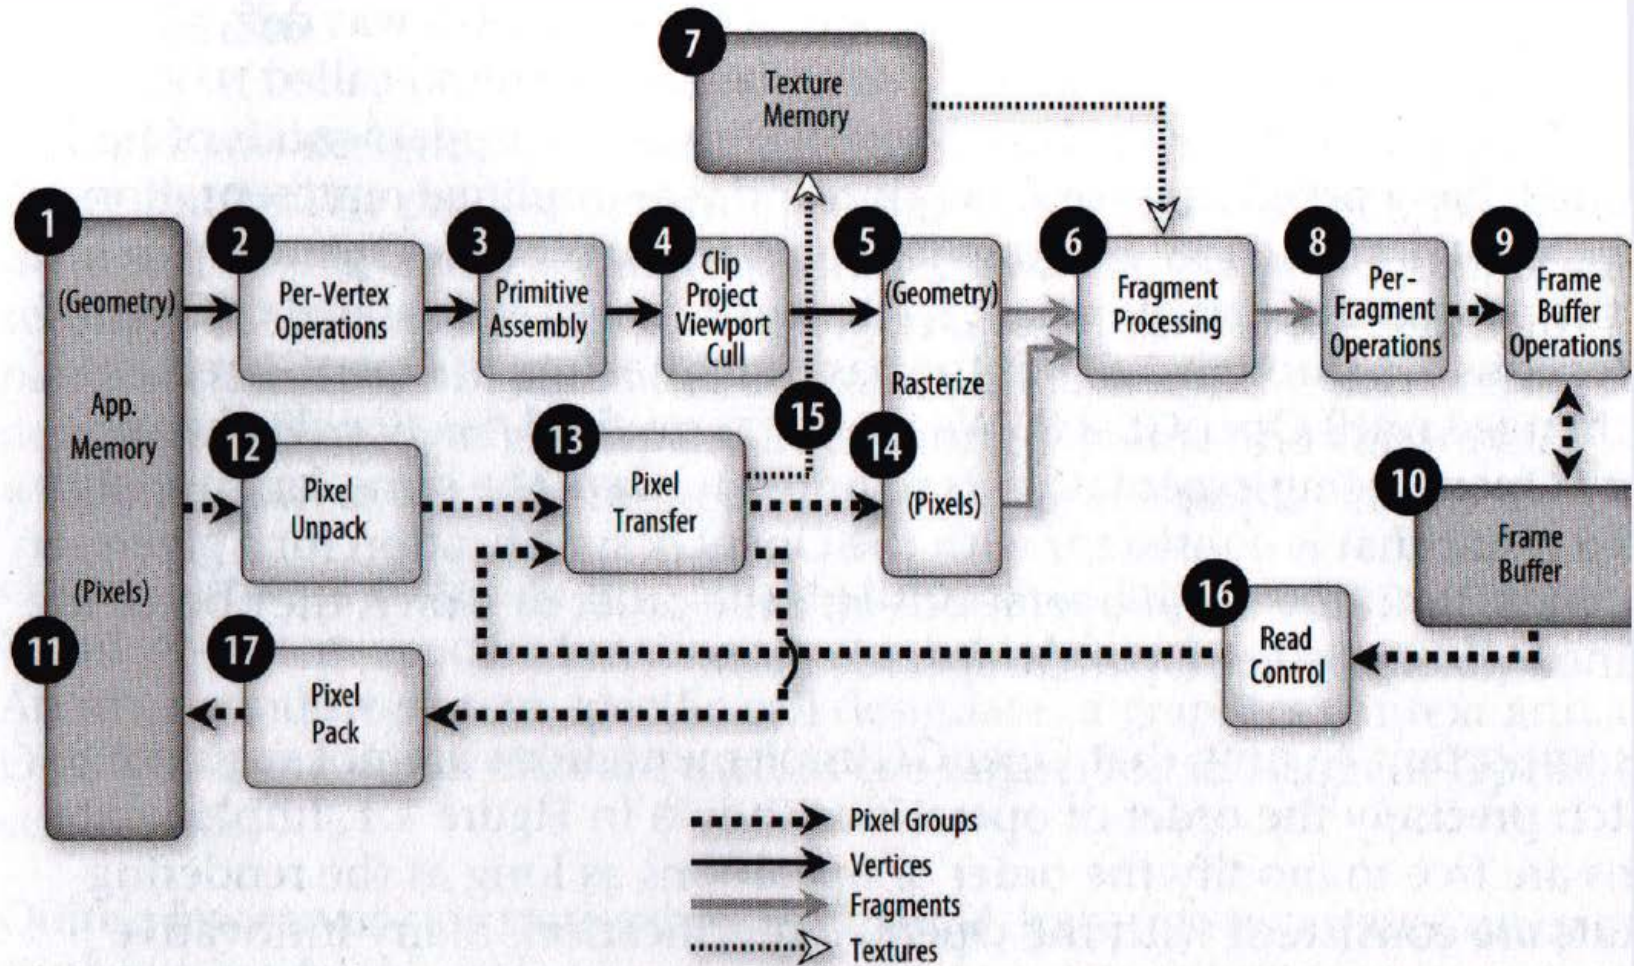 7
Texture
Memory
1
(Geometry)
App.
Memory
(Pixels)
11
2
Per-Vertex
Operations
3
Primitive
Assembly
4
Clip
Project
Viewport
Cull
5
(Geometry)
Rasterize
14
(Pixels)
6
Fragment
Processing
8
Per-
Fragment
Operations
9
Frame
Buffer
Operations
15
12
Pixel
Unpack
13
Pixel
Transfer
10
Frame
Buffer
16
Read
Control
17
Pixel
Pack
Pixel Groups
Vertices
Fragments
Textures